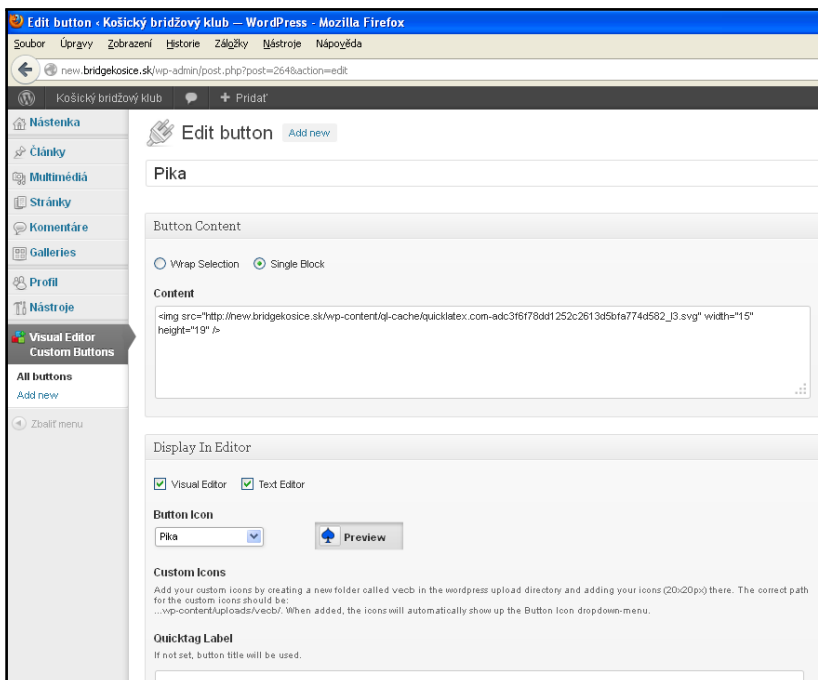 Edit button ‹ Košický bridžový klub — WordPress - Mozilla Firefox
Soubor Úpravy Zobrazení Historie Záložky Nástroje Nápověda
new.bridgekosice.sk/wp-admin/post.php?post=264&action=edit
Košický bridžový klub + Pridať
Nástenka
Články
Multimédiá
Stránky
Komentáre
Galleries
Profil
Nástroje
Visual Editor
Custom Buttons
All buttons
Add new
Zbaliť menu
Edit button Add new
Pika
Button Content
Wrap Selection Single Block
Content
<img src="http://new.bridgekosice.sk/wp-content/ql-cache/quicklatex.com-adc3f6f78dd1252c2613d5bfa774d582_l3.svg" width="15"
height="19" />
Display In Editor
Visual Editor Text Editor
Button Icon
Pika Preview
Custom Icons
Add your custom icons by creating a new folder called vecb in the wordpress upload directory and adding your icons (20x20px) there. The correct path
for the custom icons should be:
...wp-content/uploads/vecb/. When added, the icons will automatically show up the Button Icon dropdown-menu.
Quicktag Label
If not set, button title will be used.